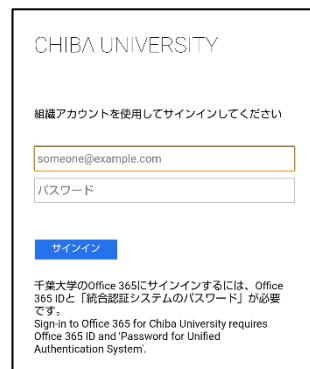 CHIBA UNIVERSITY
組織アカウントを使用してサインインしてください
someone@example.com
パスワード
サインイン
千葉大学のOffice 365にサインインするには、Office
365 IDと「統合認証システムのパスワード」が必要
です。
Sign-in to Office 365 for Chiba University requires
Office 365 ID and 'Password for Unified
Authentication System'.